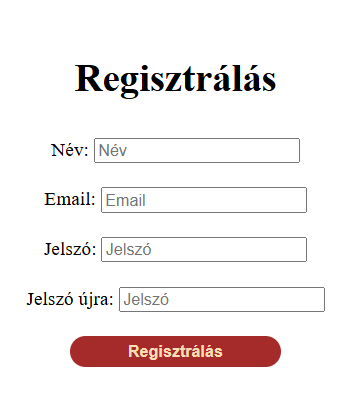 Regisztrálás
Név: Név
Email: Email
Jelszó: Jelszó
Jelszó újra: Jelszó
Regisztrálás